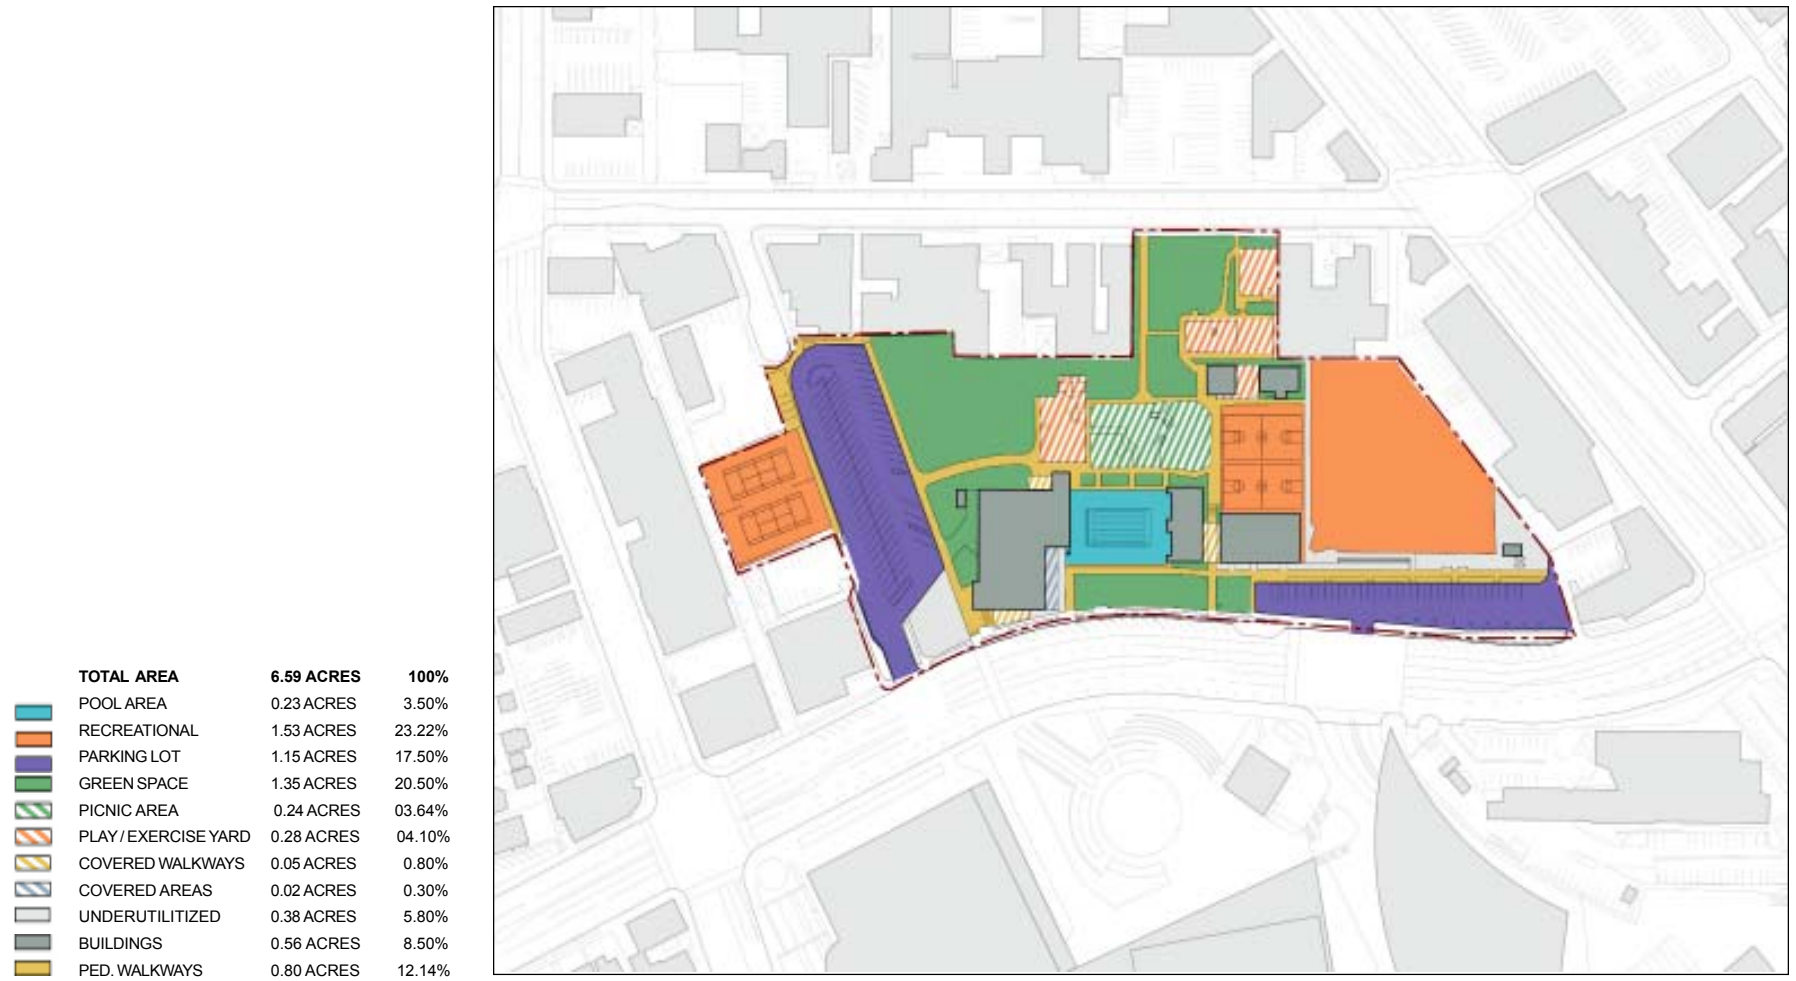 TOTAL AREA 6.59 ACRES 100%
POOL AREA 0.23 ACRES 3.50%
RECREATIONAL 1.53 ACRES 23.22%
PARKING LOT 1.15 ACRES 17.50%
GREEN SPACE 1.35 ACRES 20.50%
PICNIC AREA 0.24 ACRES 03.64%
PLAY / EXERCISE YARD 0.28 ACRES 04.10%
COVERED WALKWAYS 0.05 ACRES 0.80%
COVERED AREAS 0.02 ACRES 0.30%
UNDERUTILITIZED 0.38 ACRES 5.80%
BUILDINGS 0.56 ACRES 8.50%
PED. WALKWAYS 0.80 ACRES 12.14%